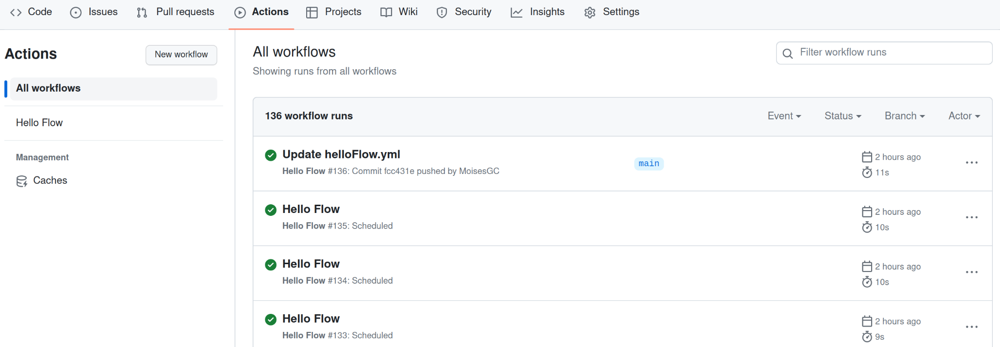 Code Issues Pull requests Actions Projects Wiki Security Insights Settings
Actions
New workflow
All workflows
Hello Flow
Management
Caches
All workflows
Showing runs from all workflows
Filter workflow runs
136 workflow runs
Event Status Branch Actor
Update helloFlow.yml
Hello Flow #136: Commit fcc431e pushed by MoisesGC
main
2 hours ago
11s
Hello Flow
Hello Flow #135: Scheduled
2 hours ago
10s
Hello Flow
Hello Flow #134: Scheduled
2 hours ago
10s
Hello Flow
Hello Flow #133: Scheduled
2 hours ago
9s